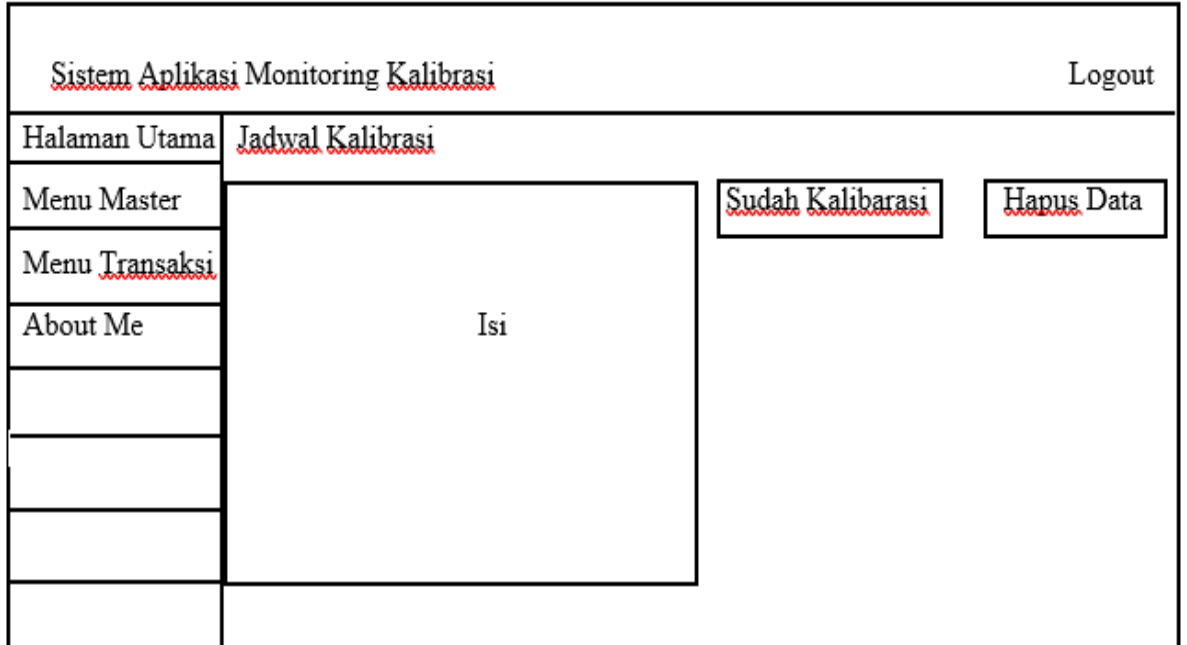 Sistem Aplikasi Monitoring Kalibrasi
Logout
Halaman Utama
Jadwal Kalibrasi
Menu Master
Sudah Kalibarasi
Hapus Data
Menu Transaksi
About Me
Isi